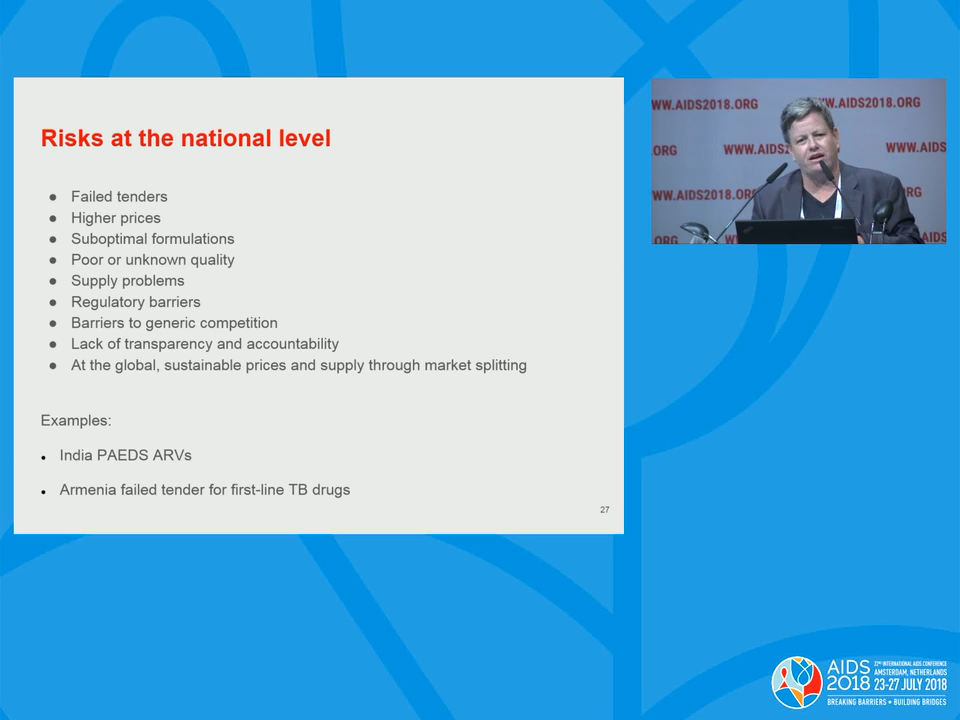 Risks at the national level
● Failed tenders
● Higher prices
● Suboptimal formulations
● Poor or unknown quality
● Supply problems
● Regulatory barriers
● Barriers to generic competition
● Lack of transparency and accountability
● At the global, sustainable prices and supply through market splitting
Examples:
● India PAEDS ARVs
● Armenia failed tender for first-line TB drugs
27
WW.AIDS2018.ORG
WW.AIDS2018.ORG
.ORG
WWW.AIDS
WWW.AIDS
WW.AIDS2018.ORG
RG
.ORG
AIDS
AIDS 2018
22ND INTERNATIONAL AIDS CONFERENCE
AMSTERDAM, NETHERLANDS
23-27 JULY 2018
BREAKING BARRIERS • BUILDING BRIDGES